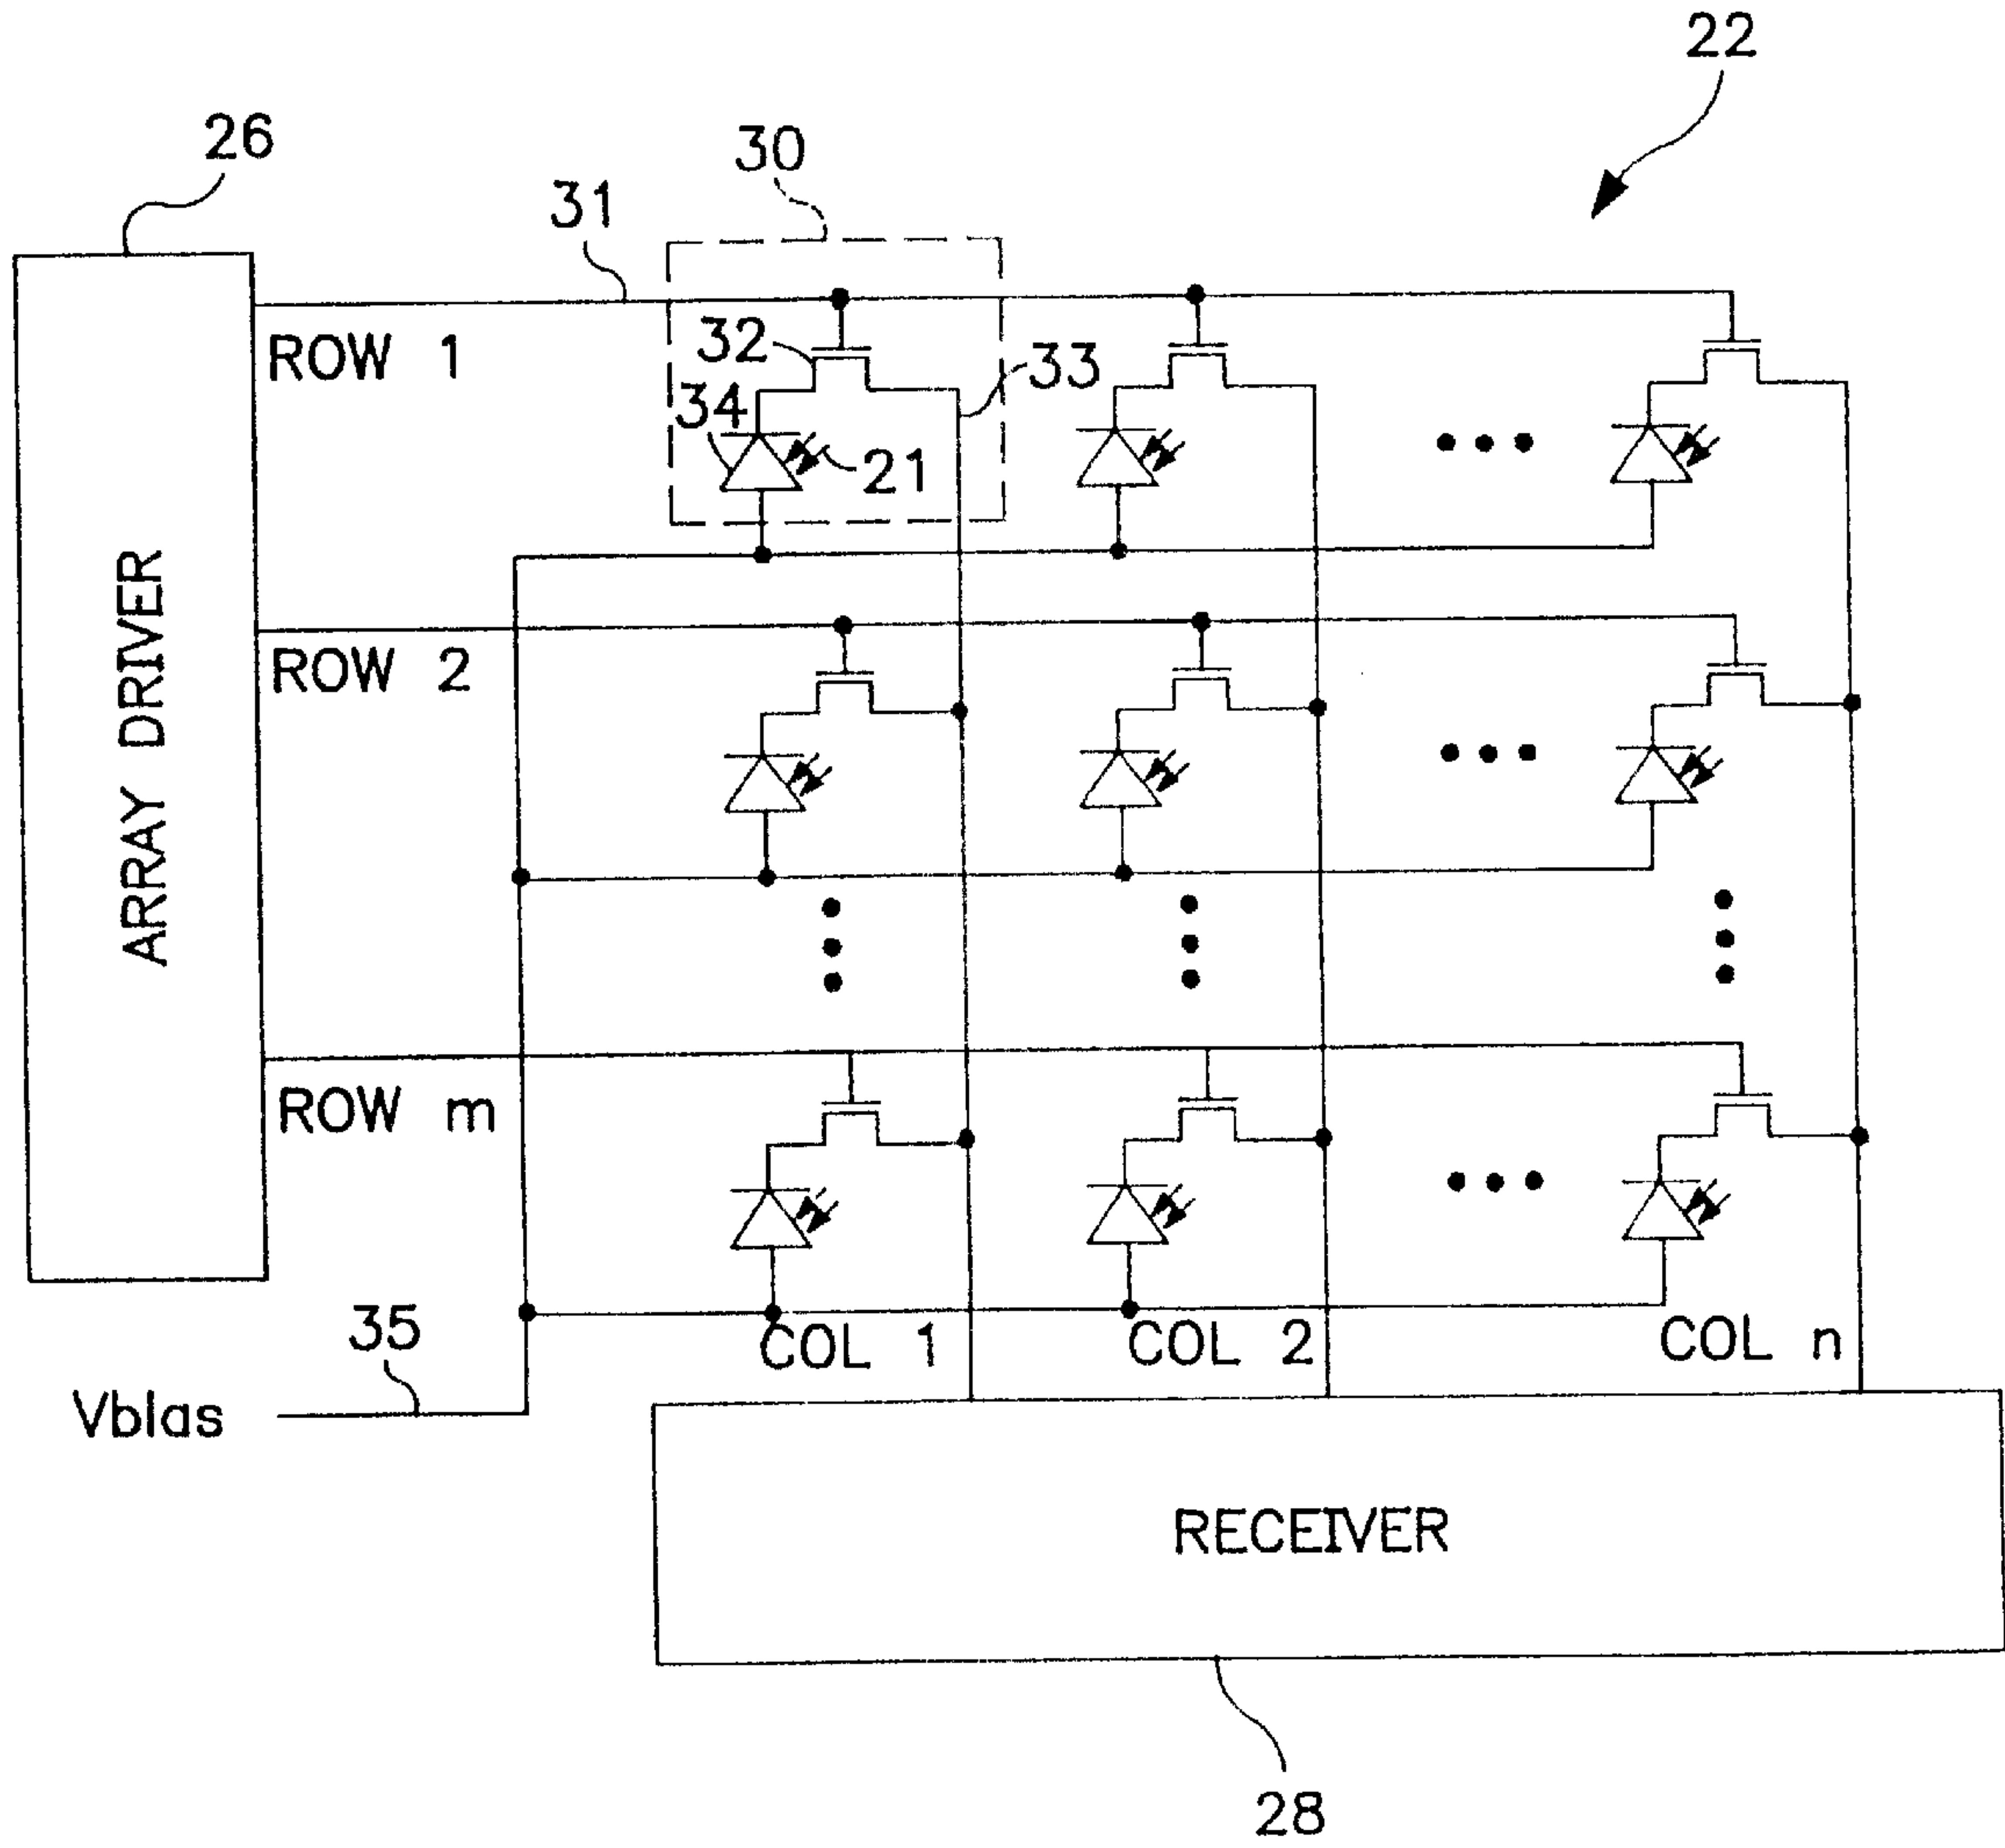 22
26
30
31
ROW 1
32
33
34
21
ARRAY DRIVER
ROW 2
ROW m
35
COL 1
COL 2
COL n
Vbias
RECEIVER
28